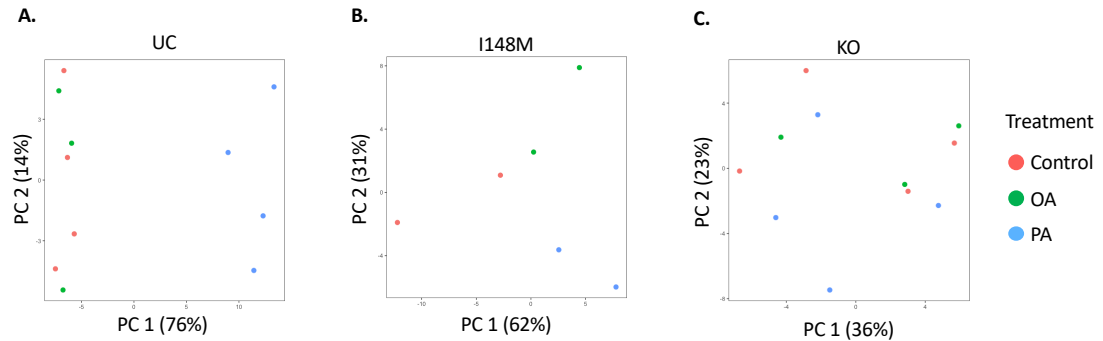 A.
UC
3
0
-3
-5
0
5
10
PC 2 (14%)
PC 1 (76%)
B.
I148M
8
4
0
-4
-10
-5
0
5
PC 2 (31%)
PC 1 (62%)
C.
KO
4
0
-4
-8
-4
0
4
PC 2 (23%)
PC 1 (36%)
Treatment
Control
OA
PA